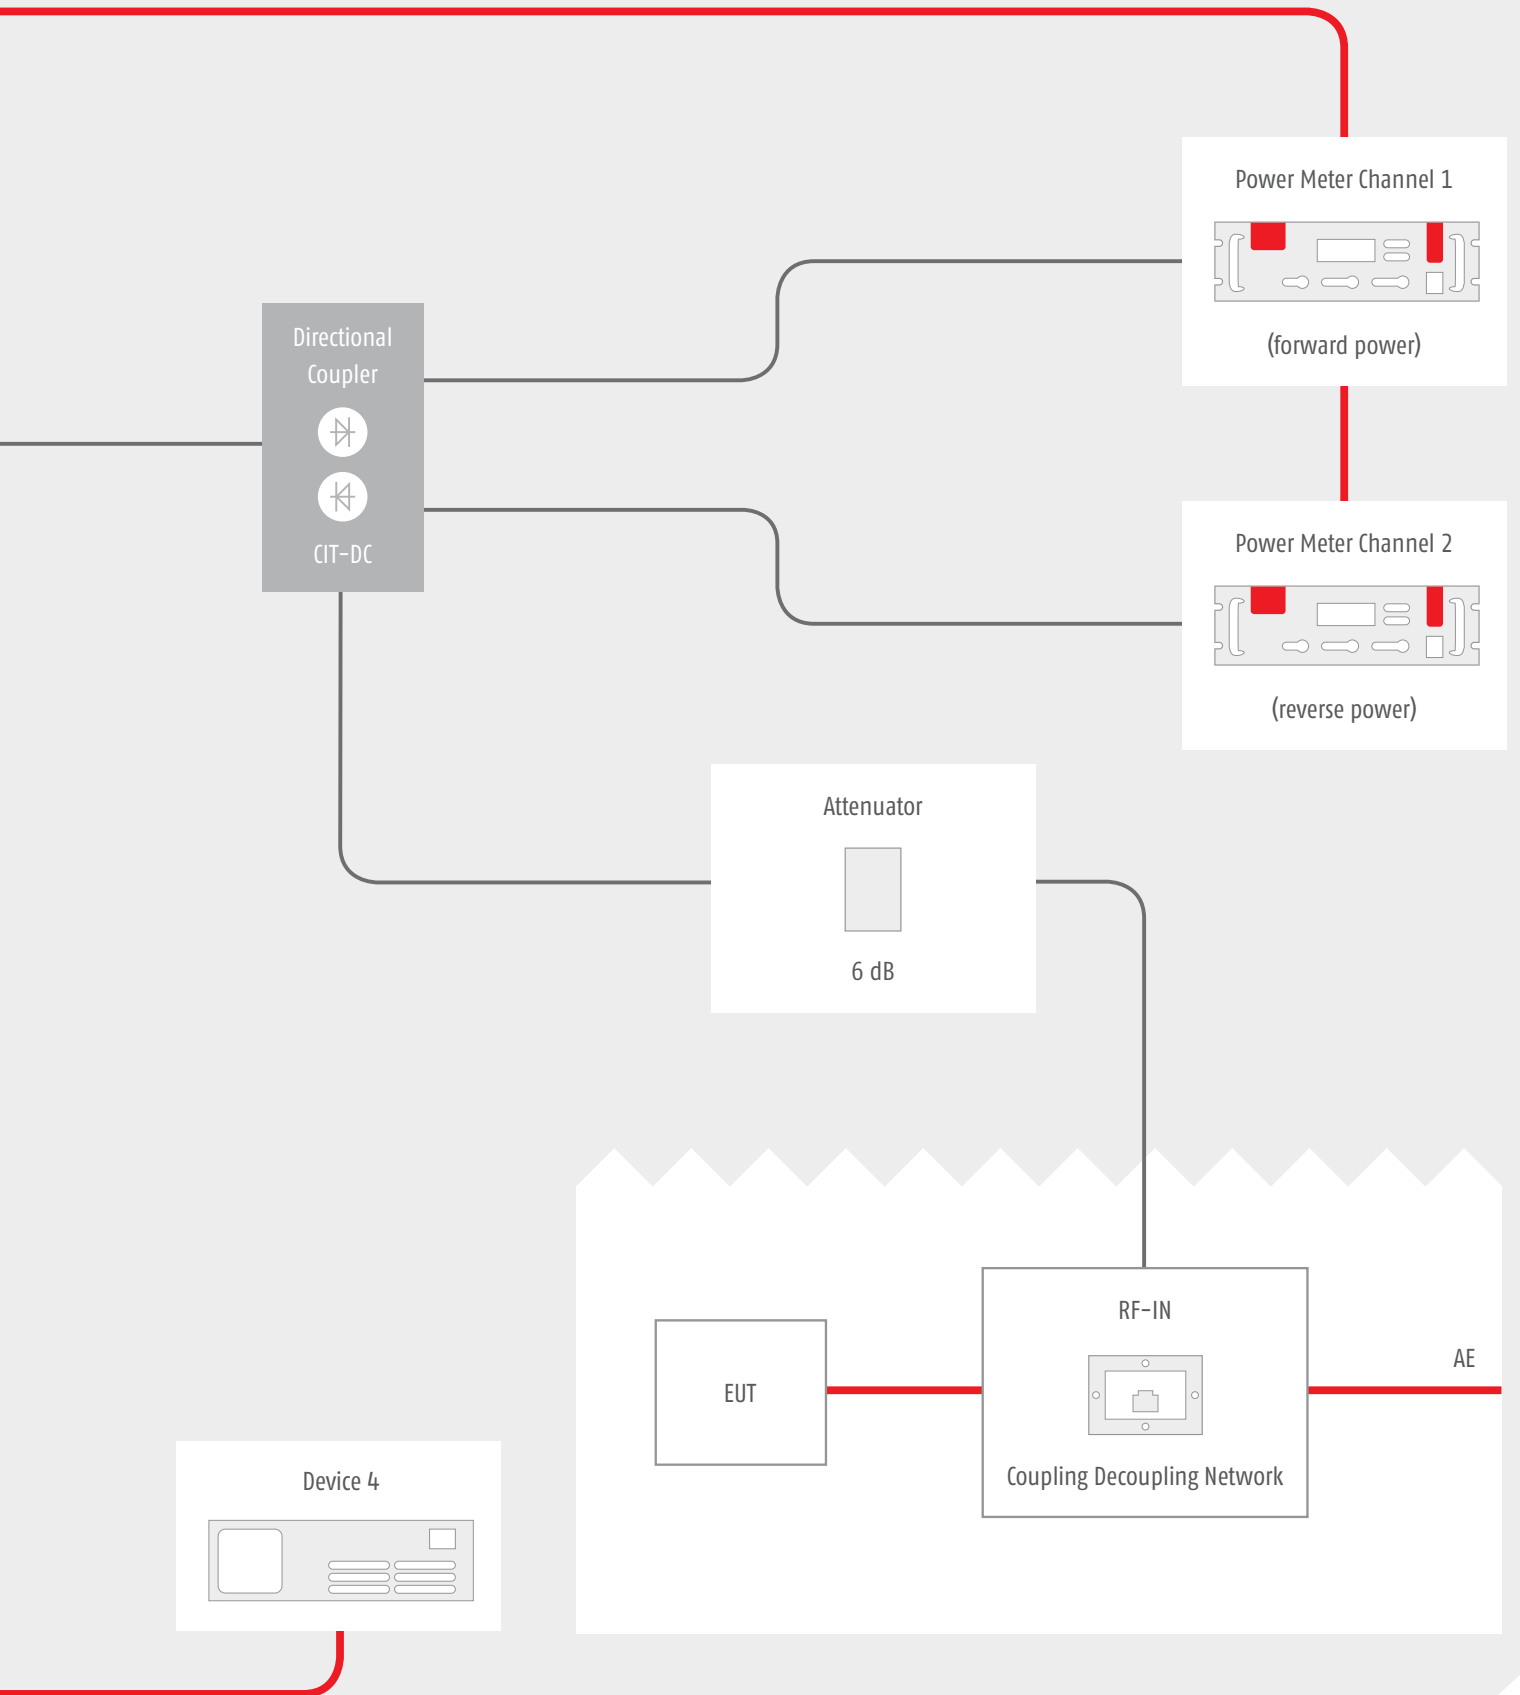 Power Meter Channel 1
(forward power)
Directional
Coupler
CIT-DC
Power Meter Channel 2
(reverse power)
Attenuator
6 dB
RF-IN
AE
EUT
Coupling Decoupling Network
Device 4